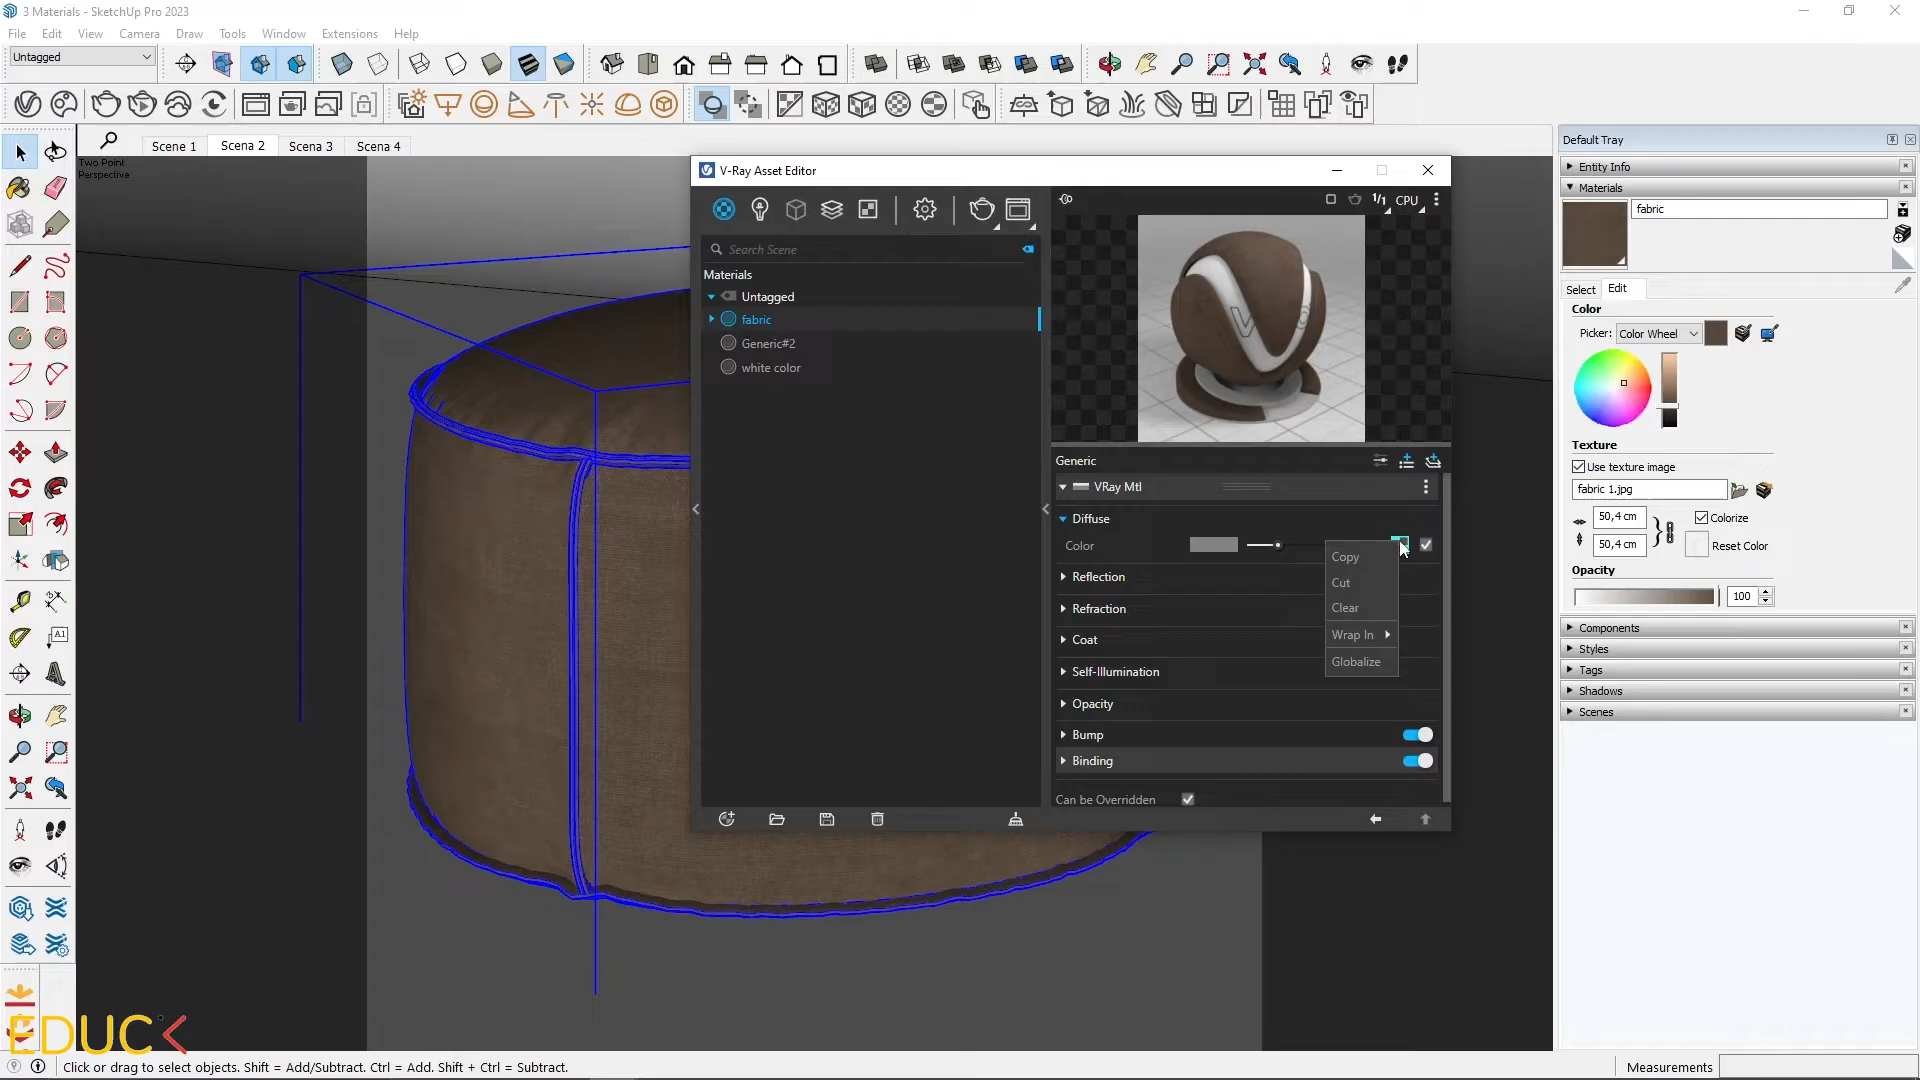 3 Materials - SketchUp Pro 2023
File Edit View Camera Draw Tools Window Extensions Help
Untagged
Scene 1 Scena 2 Scena 3 Scena 4
Two Point
Perspective
V-Ray Asset Editor
1/1 CPU
Search Scene
Materials
Untagged
fabric
Generic#2
white color
Generic
VRay Mtl
Diffuse
Color
Reflection
Refraction
Coat
Self-Illumination
Opacity
Bump
Binding
Can be Overridden
Copy
Cut
Clear
Wrap In
Globalize
Default Tray
Entity Info
Materials
fabric
Select Edit
Color
Picker: Color Wheel
Texture
Use texture image
fabric 1.jpg
50,4 cm
50,4 cm
Colorize
Reset Color
Opacity
100
Components
Styles
Tags
Shadows
Scenes
A1
EDUC
Click or drag to select objects. Shift = Add/Subtract. Ctrl = Add. Shift + Ctrl = Subtract.
Measurements